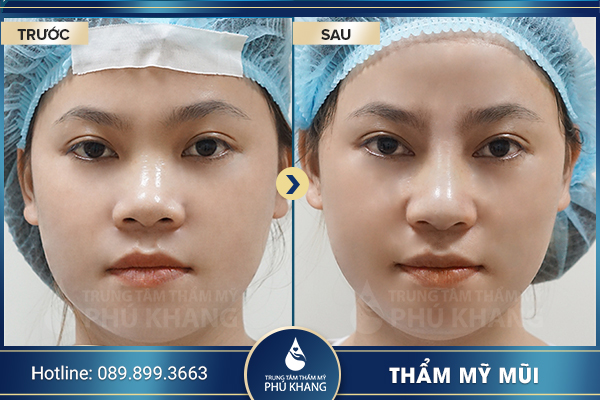 TRƯỚC
SAU
TRUNG TÂM THẨM MỸ
PHÚ KHANG
TRUNG TÂM THẨM MỸ
PHÚ KHANG
Hotline: 089.899.3663
TRUNG TÂM THẨM MỸ
PHÚ KHANG
THẨM MỸ MŨI